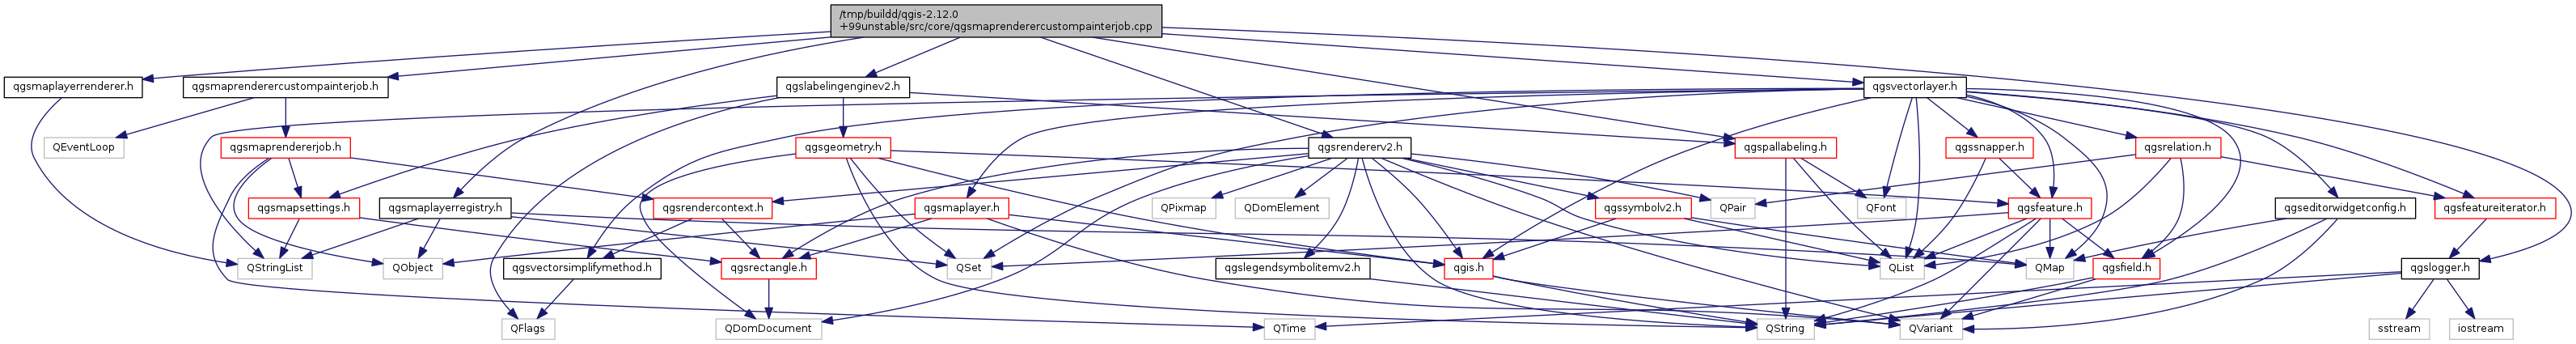 /tmp/buildd/qgis-2.12.0
+99unstable/src/core/qgsmaprenderercustompainterjob.cpp
qgsmaplayerrenderer.h
qgsmaprenderercustompainterjob.h
qgslabelingenginev2.h
qgsvectorlayer.h
QEventLoop
qgsmaprendererjob.h
qgsgeometry.h
qgsrendererv2.h
qgspallabeling.h
qgssnapper.h
qgsrelation.h
qgsmapsettings.h
qgsmaplayerregistry.h
qgsrendercontext.h
qgsmaplayer.h
QPixmap
QDomElement
qgssymbolv2.h
QPair
QFont
qgsfeature.h
qgseditorwidgetconfig.h
qgsfeatureiterator.h
QStringList
QObject
qgsvectorsimplifymethod.h
qgsrectangle.h
QSet
qgslegendsymbolitemv2.h
qgis.h
QList
QMap
qgsfield.h
qgslogger.h
QFlags
QDomDocument
QTime
QString
QVariant
sstream
iostream